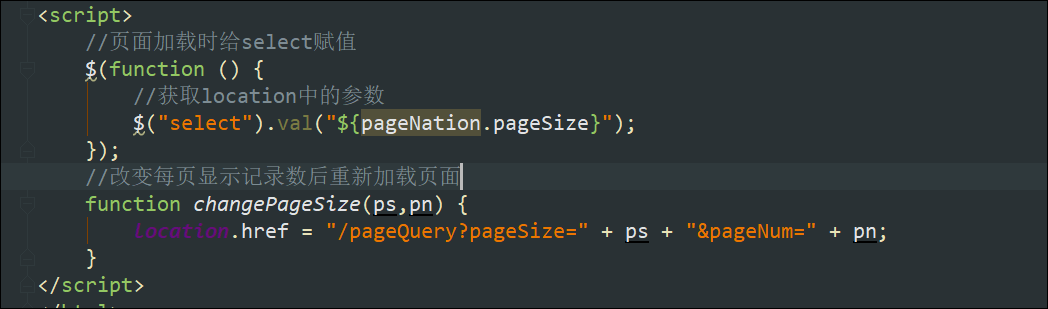 <script>
//页面加载时给select赋值
$(function () {
//获取location中的参数
$("select").val("${pageNation.pageSize}");
});
//改变每页显示记录数后重新加载页面
function changePageSize(ps,pn) {
location.href = "/pageQuery?pageSize=" + ps + "&pageNum=" + pn;
}
</script>